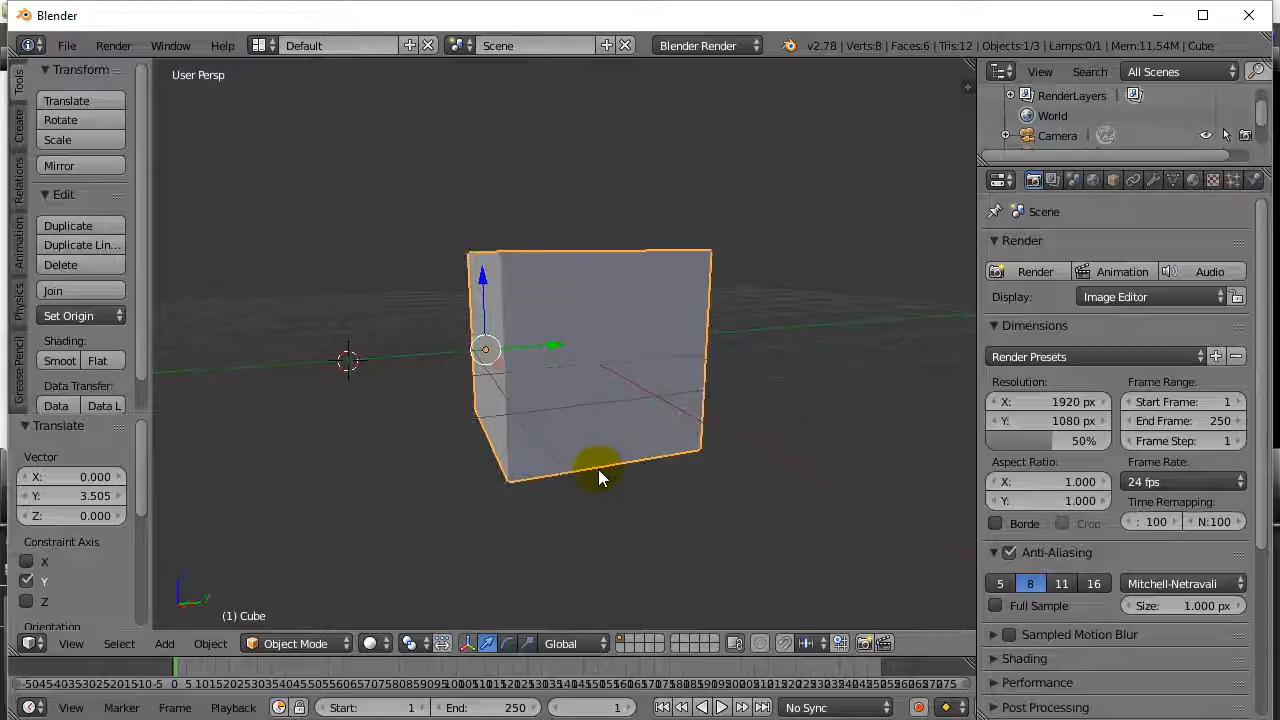 Blender
File Render Window Help Default Scene Blender Render v2.78 | Verts:8 | Faces:6 | Tris:12 | Objects:1/3 | Lamps:0/1 | Mem:11.54M | Cube
Tools
Create
Relations
Animation
Physics
Grease Pencil
Transform
Translate
Rotate
Scale
Mirror
Edit
Duplicate
Duplicate Lin...
Delete
Join
Set Origin
Shading:
Smoot Flat
Data Transfer:
Data Data L
Translate
Vector
X: 0.000
Y: 3.505
Z: 0.000
Constraint Axis
X
Y
Z
Orientation
User Persp
(1) Cube
View Search All Scenes
RenderLayers
World
Camera
Scene
Render
Render Animation Audio
Display: Image Editor
Dimensions
Render Presets
Resolution: Frame Range:
X: 1920 px Start Frame: 1
Y: 1080 px End Frame: 250
50% Frame Step: 1
Aspect Ratio: Frame Rate:
X: 1.000 24 fps
Y: 1.000 Time Remapping:
Borde Crop : 100 N:100
Anti-Aliasing
5 8 11 16 Mitchell-Netravali
Full Sample Size: 1.000 px
Sampled Motion Blur
Shading
Performance
Post Processing
View Select Add Object Object Mode Global
View Marker Frame Playback Start: 1 End: 250 1 No Sync